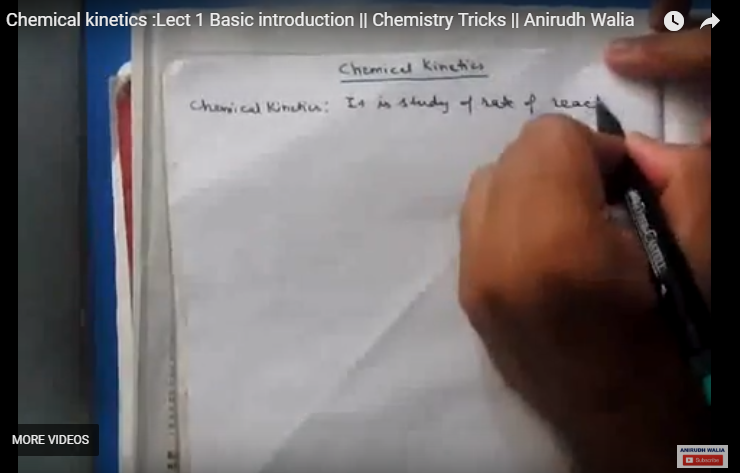 Chemical kinetics :Lect 1 Basic introduction || Chemistry Tricks || Anirudh Walia
Chemical Kinetics
Chemical Kinetics: It is study of rate of reac
MORE VIDEOS
ANIRUDH WALIA
Subscribe